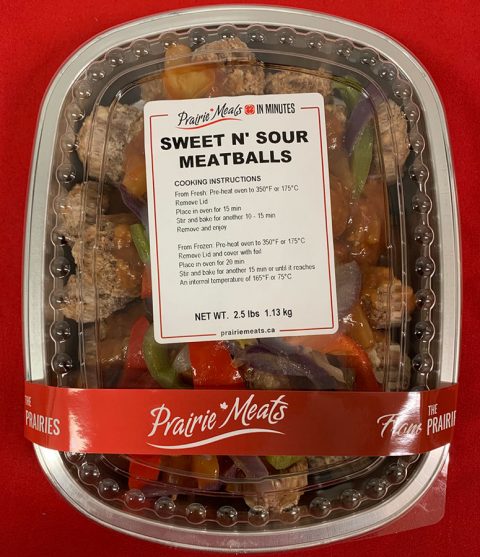 Prairie Meats IN MINUTES
SWEET N' SOUR
MEATBALLS
COOKING INSTRUCTIONS
From Fresh: Pre-heat oven to 350°F or 175°C
Remove Lid
Place in oven for 15 min
Stir and bake for another 10 - 15 min
Remove and enjoy
From Frozen: Pre-heat oven to 350°F or 175°C
Remove Lid and cover with foil
Place in oven for 20 min
Stir and bake for another 15 min or until it reaches
An internal temperature of 165°F or 75°C
NET WT. 2.5 lbs 1.13 kg
prairiemeats.ca
THE
PRAIRIES
Prairie Meats
From THE
PRAIRIE